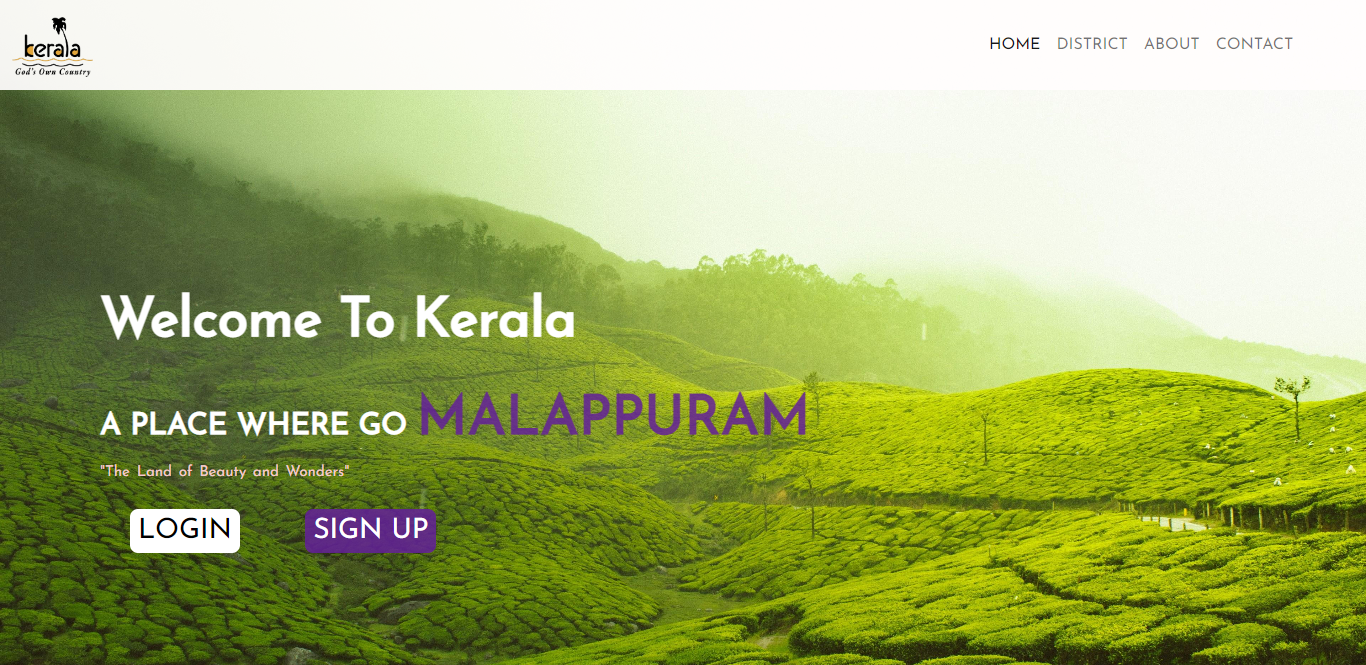 kerala
God's Own Country
HOME DISTRICT ABOUT CONTACT
Welcome To Kerala
A PLACE WHERE GO MALAPPURAM
"The Land of Beauty and Wonders"
LOGIN SIGN UP